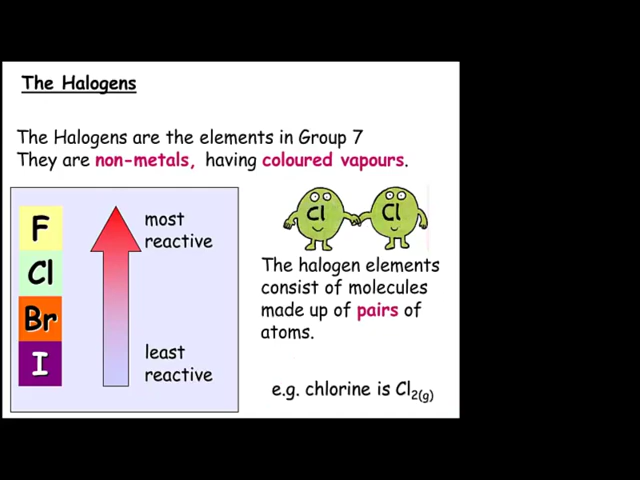 The Halogens
The Halogens are the elements in Group 7
They are non-metals, having coloured vapours.
F
Cl
Br
I
most
reactive
least
reactive
Cl Cl
The halogen elements
consist of molecules
made up of pairs of
atoms.
e.g. chlorine is Cl2(g)